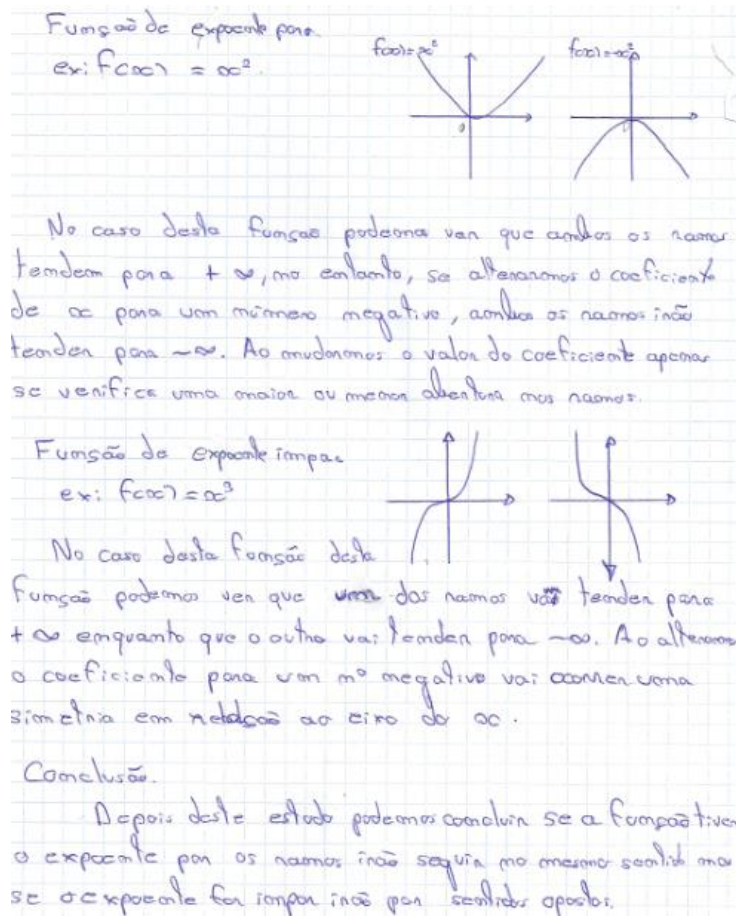 Função de expoente par
ex: f(x) = x²
f(x)=x²
f(x)=-x²
0
No caso desta função podemos ver que ambos os ramos
tendem para + ∞, no entanto, se alterarmos o coeficiente
de x para um número negativo, ambos os ramos irão
tender para -∞. Ao mudarmos o valor do coeficiente apenas
se verifica uma maior ou menor abertura nos ramos.
Função de expoente impar
ex: f(x) = x³
No caso desta função desta
função podemos ver que um dos ramos vai tender para
+ ∞ enquanto que o outro vai tender para -∞. Ao alterarmos
o coeficiente para um nº negativo vai ocorrer uma
simetria em relação ao eixo do x.
Conclusão.
Depois deste estudo podemos concluir se a função tiver
o expoente par os ramos irão seguir no mesmo sentido mas
se o expoente for impar irão por sentidos opostos.